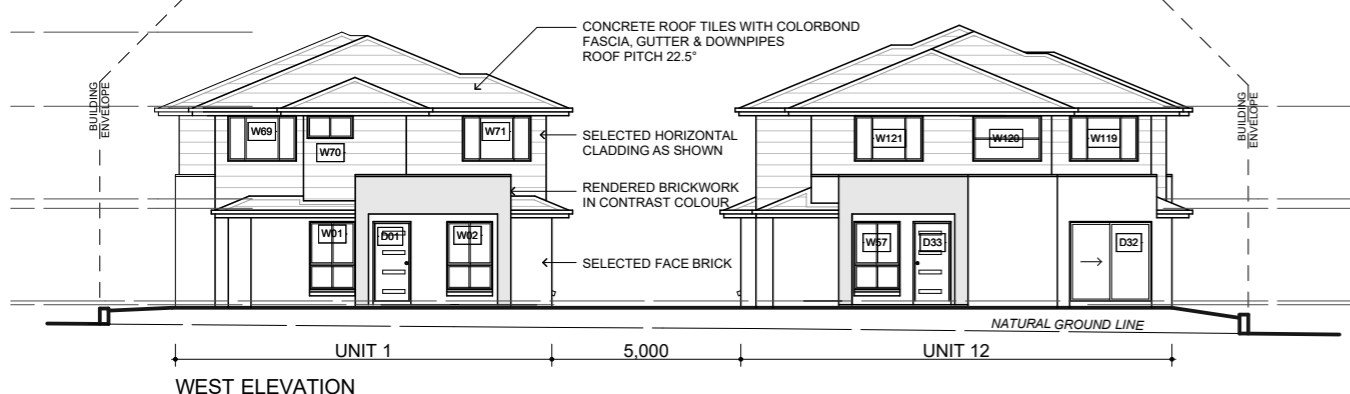 CONCRETE ROOF TILES WITH COLORBOND
FASCIA, GUTTER & DOWNPIPES
ROOF PITCH 22.5°
BUILDING
ENVELOPE
BUILDING
ENVELOPE
W69
W70
W71
SELECTED HORIZONTAL
CLADDING AS SHOWN
W121
W120
W119
RENDERED BRICKWORK
IN CONTRAST COLOUR
W01
D01
W02
SELECTED FACE BRICK
W57
D33
D32
NATURAL GROUND LINE
UNIT 1
5,000
UNIT 12
WEST ELEVATION